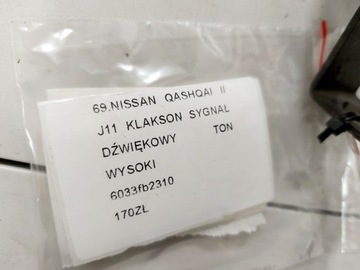 69.NISSAN QASHQAI II
J11 KLAKSON SYGNAŁ
DŹWIĘKOWY TON
WYSOKI
6033fb2310
170ZŁ